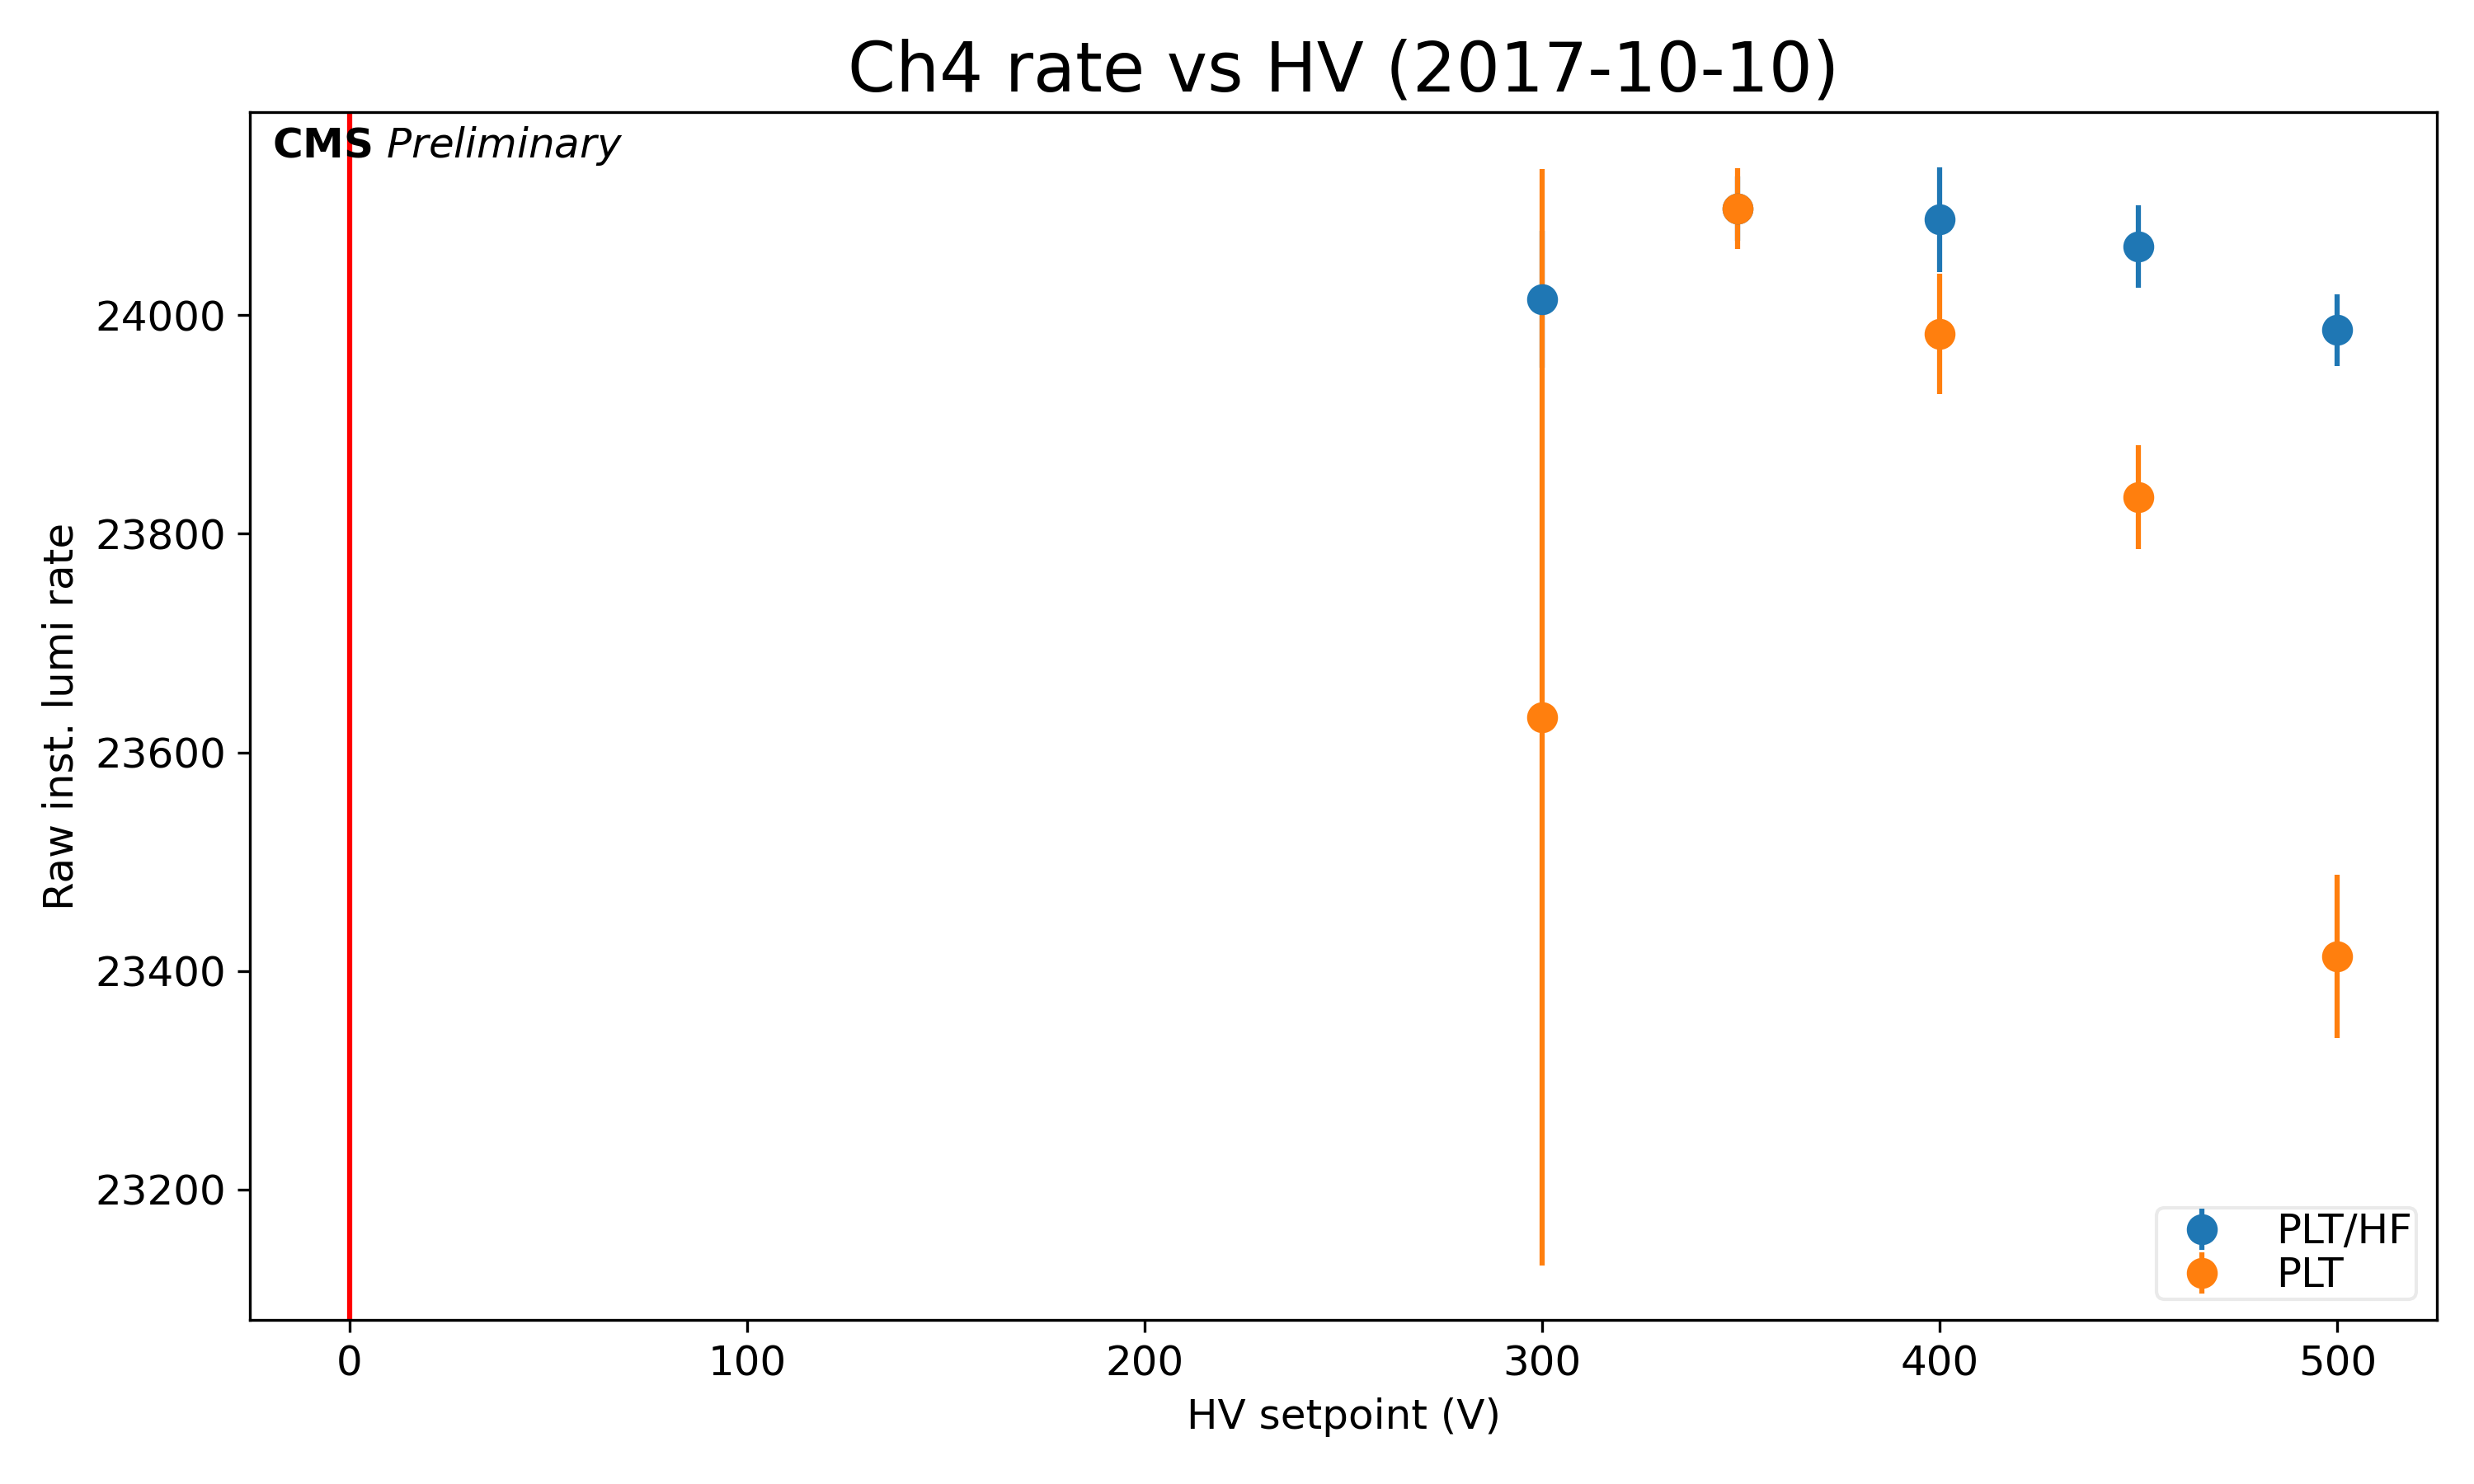 Ch4 rate vs HV (2017-10-10)
CMS Preliminary
24000
23800
23600
23400
23200
Raw inst. lumi rate
0 100 200 300 400 500
HV setpoint (V)
PLT/HF
PLT